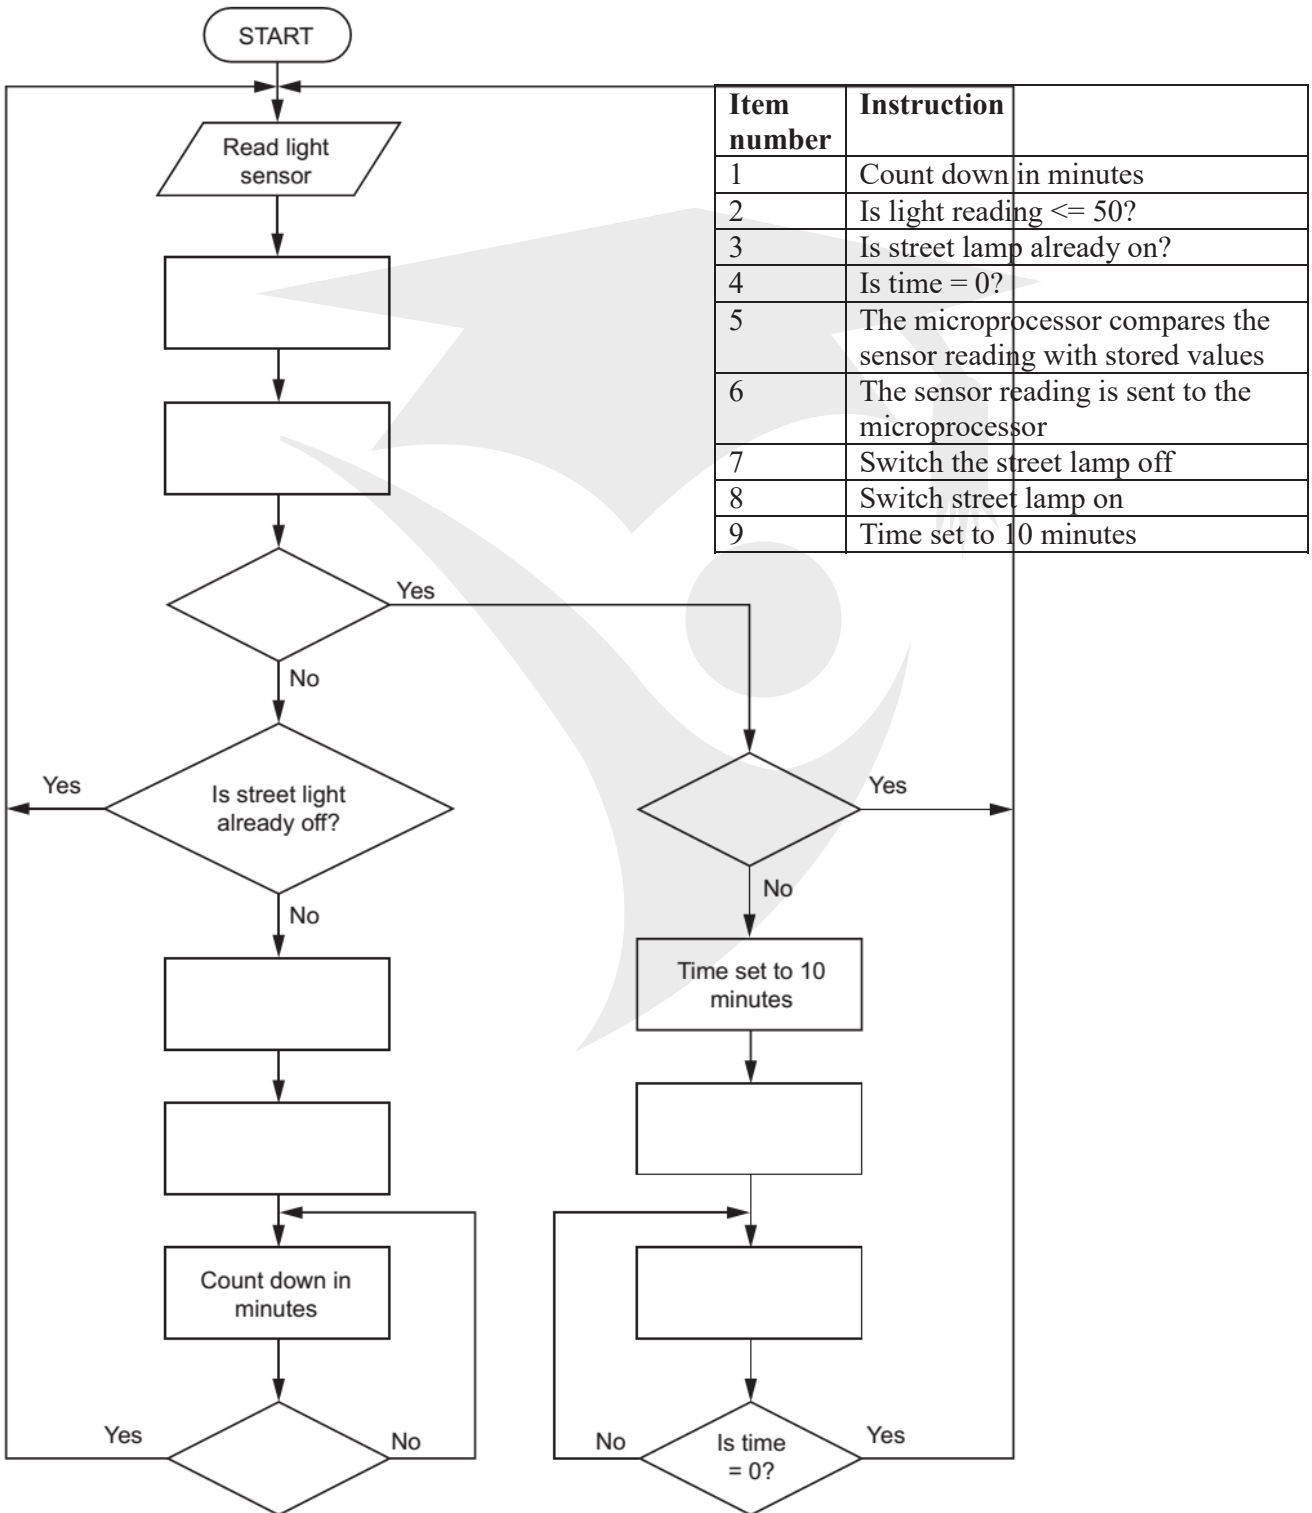 START
Read light
sensor
Yes
No
Is street light
already off?
Yes
No
Count down in
minutes
Yes
No
Yes
No
Time set to 10
minutes
No
Is time
= 0?
Yes
Item number Instruction
1 Count down in minutes
2 Is light reading <= 50?
3 Is street lamp already on?
4 Is time = 0?
5 The microprocessor compares the
sensor reading with stored values
6 The sensor reading is sent to the
microprocessor
7 Switch the street lamp off
8 Switch street lamp on
9 Time set to 10 minutes